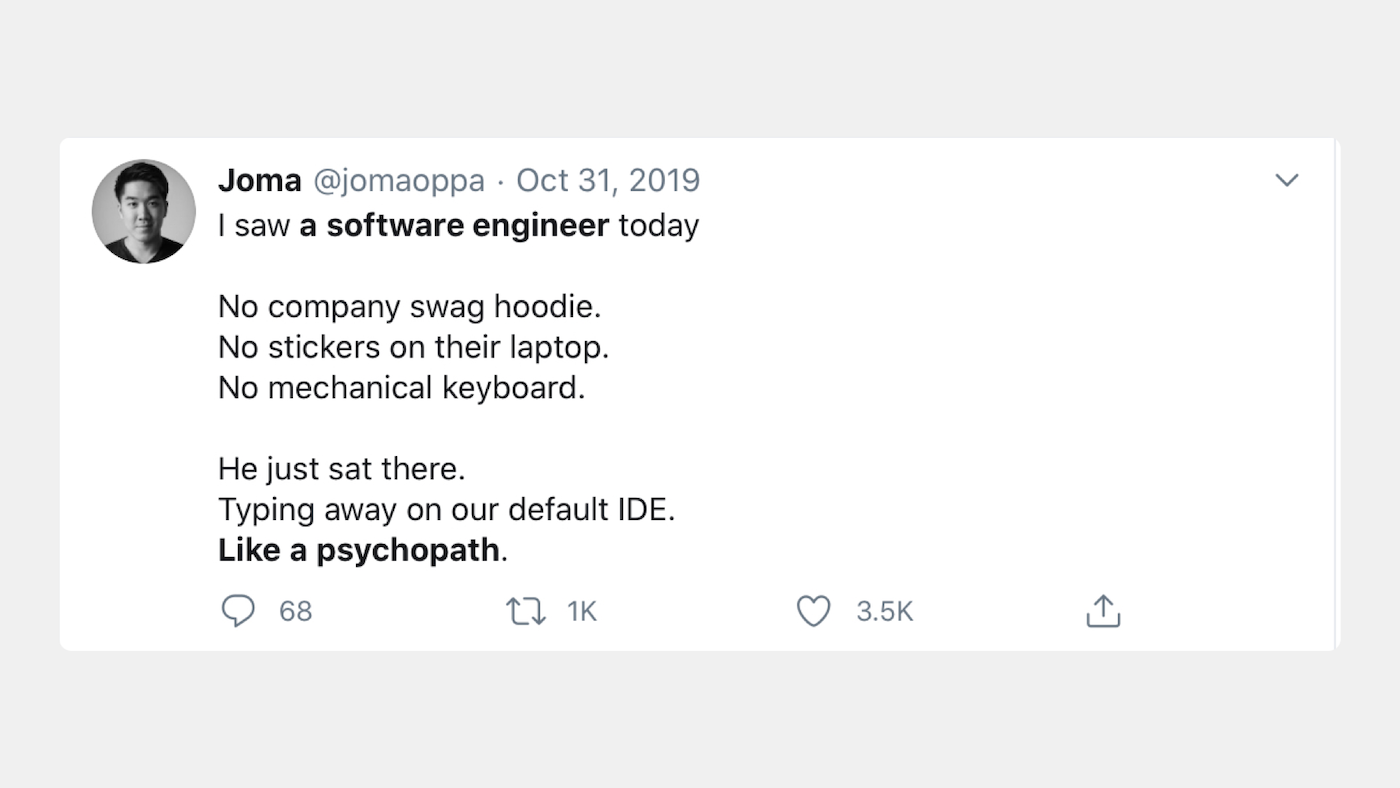 Joma @jomaoppa · Oct 31, 2019
I saw a software engineer today
No company swag hoodie.
No stickers on their laptop.
No mechanical keyboard.
He just sat there.
Typing away on our default IDE.
Like a psychopath.
68 1K 3.5K